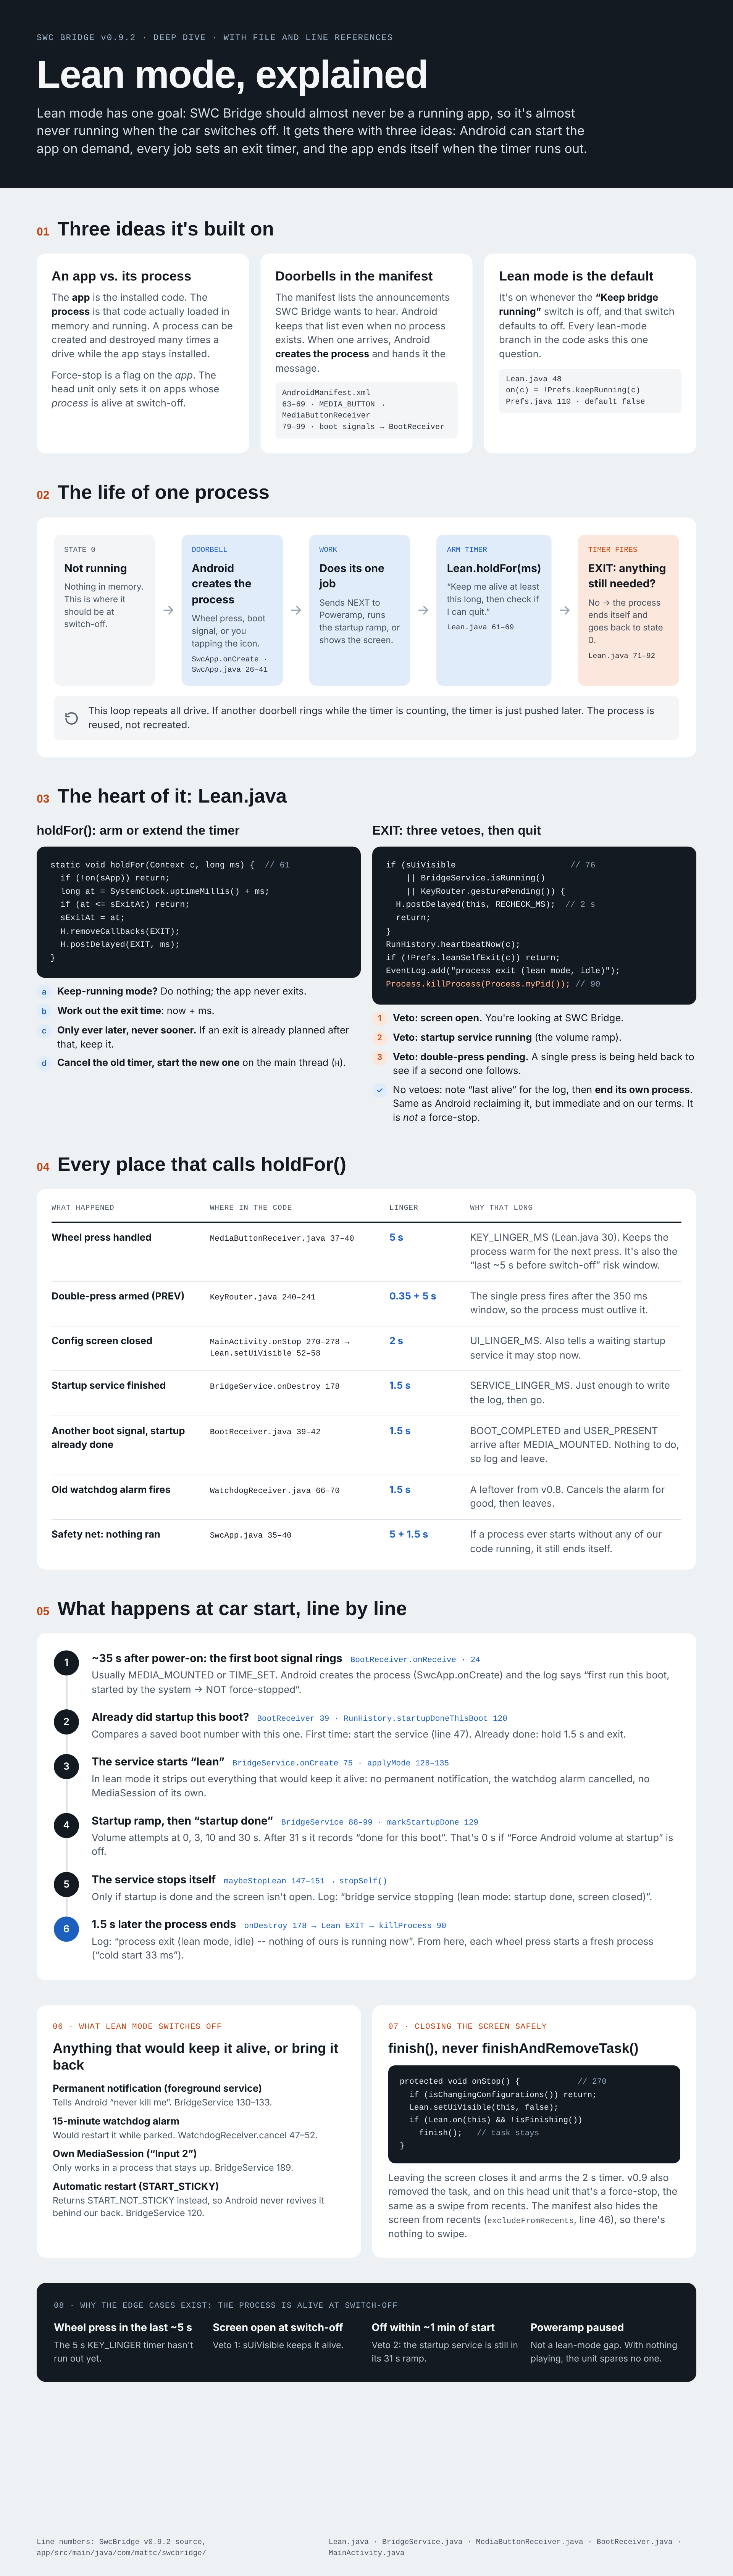 SWC BRIDGE v0.9.2 · DEEP DIVE · WITH FILE AND LINE REFERENCES
Lean mode, explained
Lean mode has one goal: SWC Bridge should almost never be a running app, so it's almost
never running when the car switches off. It gets there with three ideas: Android can start the
app on demand, every job sets an exit timer, and the app ends itself when the timer runs out.
01 Three ideas it's built on
An app vs. its process
The app is the installed code. The
process is that code actually loaded in
memory and running. A process can be
created and destroyed many times a
drive while the app stays installed.
Force-stop is a flag on the app. The
head unit only sets it on apps whose
process is alive at switch-off.
Doorbells in the manifest
The manifest lists the announcements
SWC Bridge wants to hear. Android
keeps that list even when no process
exists. When one arrives, Android
creates the process and hands it the
message.
AndroidManifest.xml
63–69 · MEDIA_BUTTON →
MediaButtonReceiver
79–99 · boot signals → BootReceiver
Lean mode is the default
It's on whenever the “Keep bridge
running” switch is off, and that switch
defaults to off. Every lean-mode
branch in the code asks this one
question.
Lean.java 48
on(c) = !Prefs.keepRunning(c)
Prefs.java 110 · default false
02 The life of one process
STATE 0
Not running
Nothing in memory.
This is where it
should be at
switch-off.
→
DOORBELL
Android
creates the
process
Wheel press, boot
signal, or you
tapping the icon.
SwcApp.onCreate ·
SwcApp.java 26–41
→
WORK
Does its one
job
Sends NEXT to
Poweramp, runs
the startup ramp, or
shows the screen.
→
ARM TIMER
Lean.holdFor(ms)
“Keep me alive at least
this long, then check if
I can quit.”
Lean.java 61–69
→
TIMER FIRES
EXIT: anything
still needed?
No → the process
ends itself and
goes back to state
0.
Lean.java 71–92
This loop repeats all drive. If another doorbell rings while the timer is counting, the timer is just pushed later. The process is
reused, not recreated.
03 The heart of it: Lean.java
holdFor(): arm or extend the timer
static void holdFor(Context c, long ms) { // 61
if (!on(sApp)) return;
long at = SystemClock.uptimeMillis() + ms;
if (at <= sExitAt) return;
sExitAt = at;
H.removeCallbacks(EXIT);
H.postDelayed(EXIT, ms);
}
a Keep-running mode? Do nothing; the app never exits.
b Work out the exit time: now + ms.
c Only ever later, never sooner. If an exit is already planned after
that, keep it.
d Cancel the old timer, start the new one on the main thread (H).
EXIT: three vetoes, then quit
if (sUiVisible // 76
|| BridgeService.isRunning()
|| KeyRouter.gesturePending()) {
H.postDelayed(this, RECHECK_MS); // 2 s
return;
}
RunHistory.heartbeatNow(c);
if (!Prefs.leanSelfExit(c)) return;
EventLog.add("process exit (lean mode, idle)");
Process.killProcess(Process.myPid()); // 90
1 Veto: screen open. You're looking at SWC Bridge.
2 Veto: startup service running (the volume ramp).
3 Veto: double-press pending. A single press is being held back to
see if a second one follows.
✓ No vetoes: note “last alive” for the log, then end its own process.
Same as Android reclaiming it, but immediate and on our terms. It
is not a force-stop.
04 Every place that calls holdFor()
WHAT HAPPENED WHERE IN THE CODE LINGER WHY THAT LONG
Wheel press handled MediaButtonReceiver.java 37–40 5 s KEY_LINGER_MS (Lean.java 30). Keeps the
process warm for the next press. It's also the
“last ~5 s before switch-off” risk window.
Double-press armed (PREV) KeyRouter.java 240–241 0.35 + 5 s The single press fires after the 350 ms
window, so the process must outlive it.
Config screen closed MainActivity.onStop 270–278 → 2 s UI_LINGER_MS. Also tells a waiting startup
Lean.setUiVisible 52–58 service it may stop now.
Startup service finished BridgeService.onDestroy 178 1.5 s SERVICE_LINGER_MS. Just enough to write
the log, then go.
Another boot signal, startup BootReceiver.java 39–42 1.5 s BOOT_COMPLETED and USER_PRESENT
already done arrive after MEDIA_MOUNTED. Nothing to do,
so log and leave.
Old watchdog alarm fires WatchdogReceiver.java 66–70 1.5 s A leftover from v0.8. Cancels the alarm for
good, then leaves.
Safety net: nothing ran SwcApp.java 35–40 5 + 1.5 s If a process ever starts without any of our
code running, it still ends itself.
05 What happens at car start, line by line
1 ~35 s after power-on: the first boot signal rings BootReceiver.onReceive · 24
Usually MEDIA_MOUNTED or TIME_SET. Android creates the process (SwcApp.onCreate) and the log says “first run this boot,
started by the system → NOT force-stopped”.
2 Already did startup this boot? BootReceiver 39 · RunHistory.startupDoneThisBoot 120
Compares a saved boot number with this one. First time: start the service (line 47). Already done: hold 1.5 s and exit.
3 The service starts “lean” BridgeService.onCreate 75 · applyMode 128–135
In lean mode it strips out everything that would keep it alive: no permanent notification, the watchdog alarm cancelled, no
MediaSession of its own.
4 Startup ramp, then “startup done” BridgeService 88–99 · markStartupDone 129
Volume attempts at 0, 3, 10 and 30 s. After 31 s it records “done for this boot”. That's 0 s if “Force Android volume at startup” is
off.
5 The service stops itself maybeStopLean 147–151 → stopSelf()
Only if startup is done and the screen isn't open. Log: “bridge service stopping (lean mode: startup done, screen closed)”.
6 1.5 s later the process ends onDestroy 178 → Lean EXIT → killProcess 90
Log: “process exit (lean mode, idle) -- nothing of ours is running now”. From here, each wheel press starts a fresh process
(“cold start 33 ms”).
06 · WHAT LEAN MODE SWITCHES OFF
Anything that would keep it alive, or bring it
back
Permanent notification (foreground service)
Tells Android “never kill me”. BridgeService 130–133.
15-minute watchdog alarm
Would restart it while parked. WatchdogReceiver.cancel 47–52.
Own MediaSession (“Input 2”)
Only works in a process that stays up. BridgeService 189.
Automatic restart (START_STICKY)
Returns START_NOT_STICKY instead, so Android never revives it
behind our back. BridgeService 120.
07 · CLOSING THE SCREEN SAFELY
finish(), never finishAndRemoveTask()
protected void onStop() { // 270
if (isChangingConfigurations()) return;
Lean.setUiVisible(this, false);
if (Lean.on(this) && !isFinishing())
finish(); // task stays
}
Leaving the screen closes it and arms the 2 s timer. v0.9 also
removed the task, and on this head unit that's a force-stop, the
same as a swipe from recents. The manifest also hides the
screen from recents (excludeFromRecents, line 46), so there's
nothing to swipe.
08 · WHY THE EDGE CASES EXIST: THE PROCESS IS ALIVE AT SWITCH-OFF
Wheel press in the last ~5 s
The 5 s KEY_LINGER timer hasn't
run out yet.
Screen open at switch-off
Veto 1: sUiVisible keeps it alive.
Off within ~1 min of start
Veto 2: the startup service is still in
its 31 s ramp.
Poweramp paused
Not a lean-mode gap. With nothing
playing, the unit spares no one.
Line numbers: SwcBridge v0.9.2 source,
app/src/main/java/com/mattc/swcbridge/
Lean.java · BridgeService.java · MediaButtonReceiver.java · BootReceiver.java ·
MainActivity.java